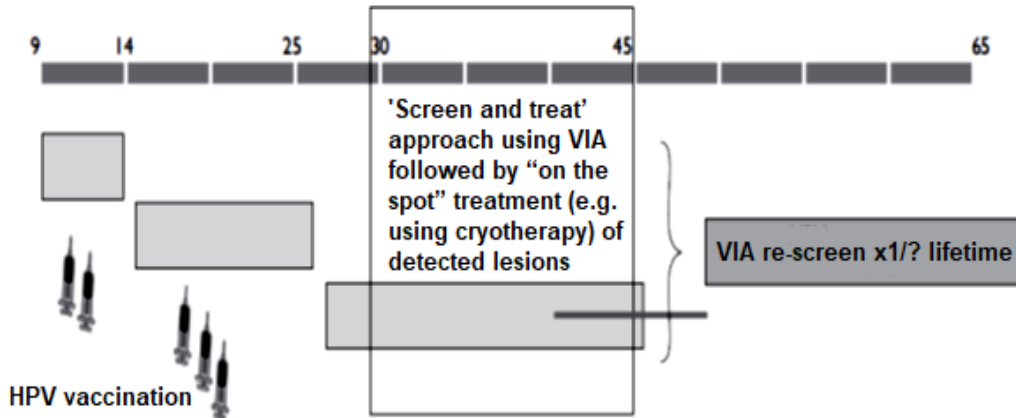 9 14 25 30 45 65
'Screen and treat’
approach using VIA
followed by “on the
spot” treatment (e.g.
using cryotherapy) of
detected lesions
VIA re-screen x1/? lifetime
HPV vaccination